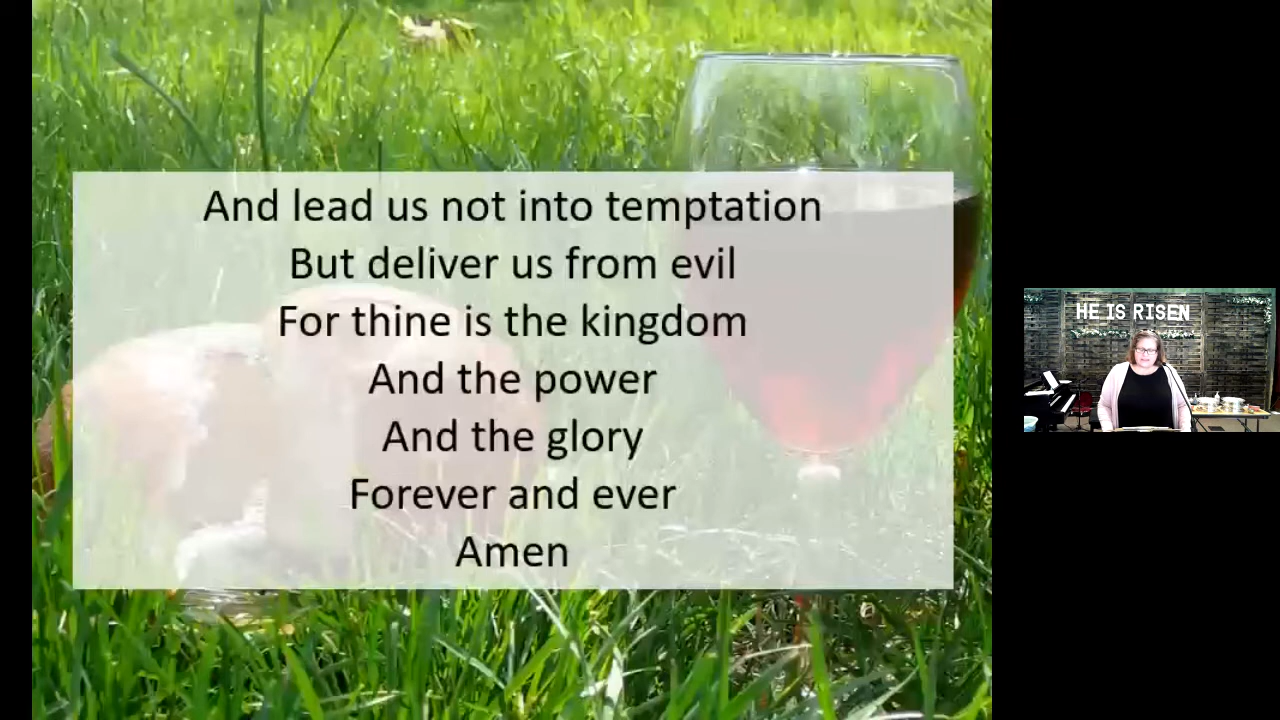 And lead us not into temptation
But deliver us from evil
For thine is the kingdom
And the power
And the glory
Forever and ever
Amen
HE IS RISEN